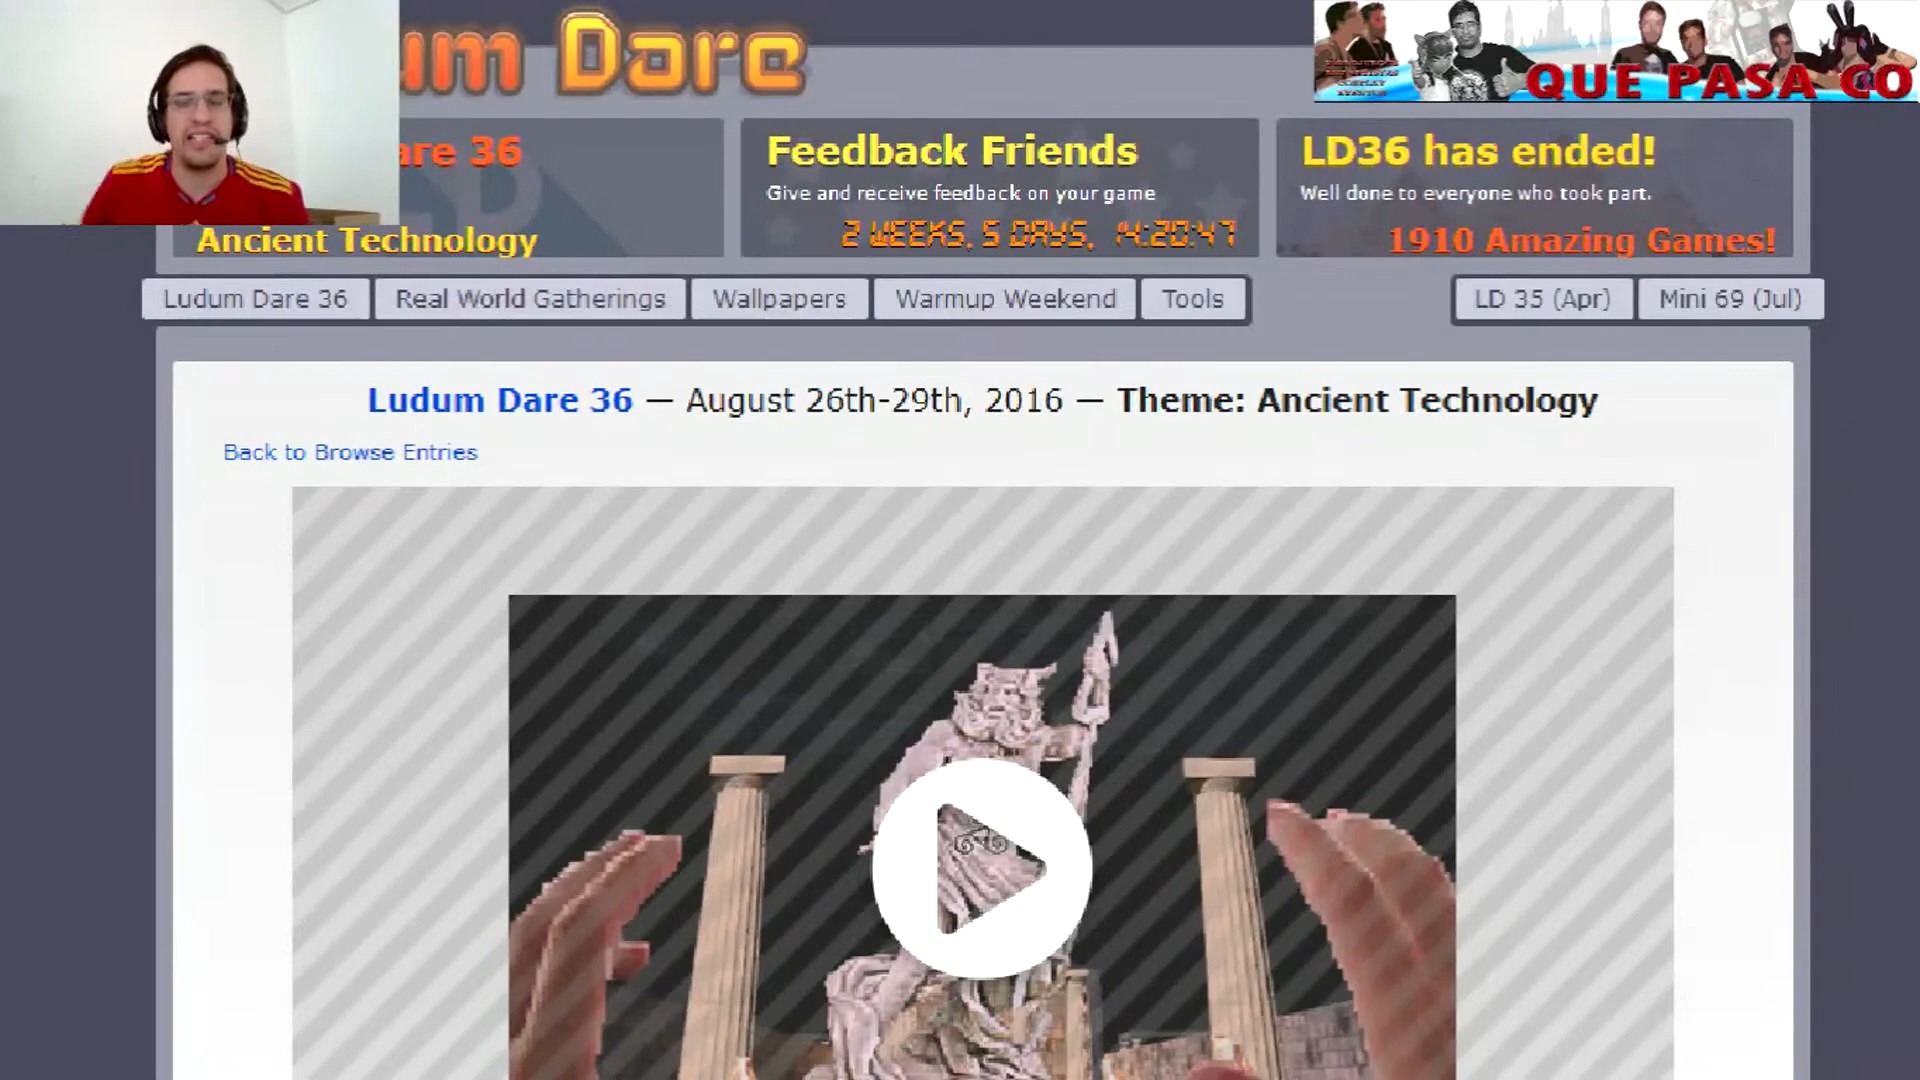 um Dare
QUE PASA CO
are 36
Ancient Technology
Feedback Friends
Give and receive feedback on your game
2 WEEKS, 5 DAYS, 14:20:47
LD36 has ended!
Well done to everyone who took part.
1910 Amazing Games!
Ludum Dare 36
Real World Gatherings
Wallpapers
Warmup Weekend
Tools
LD 35 (Apr)
Mini 69 (Jul)
Ludum Dare 36 — August 26th-29th, 2016 — Theme: Ancient Technology
Back to Browse Entries